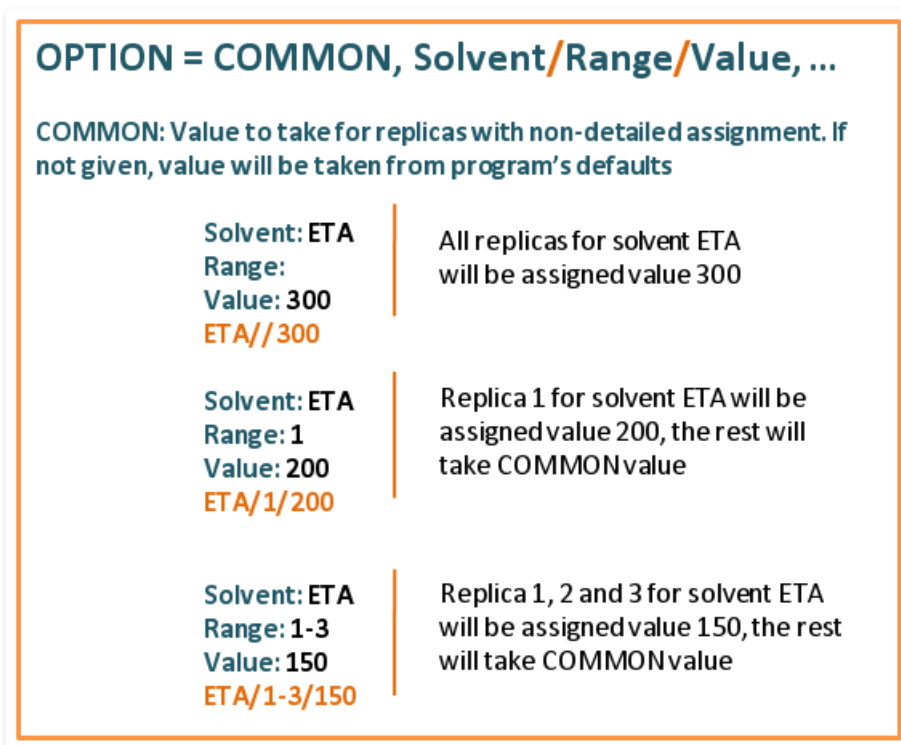 OPTION = COMMON, Solvent/Range/Value, ...
COMMON: Value to take for replicas with non-detailed assignment. If
not given, value will be taken from program's defaults
Solvent: ETA
Range:
Value: 300
ETA//300
All replicas for solvent ETA
will be assigned value 300
Solvent: ETA
Range: 1
Value: 200
ETA/1/200
Replica 1 for solvent ETA will be
assigned value 200, the rest will
take COMMON value
Solvent: ETA
Range: 1-3
Value: 150
ETA/1-3/150
Replica 1, 2 and 3 for solvent ETA
will be assigned value 150, the rest
will take COMMON value